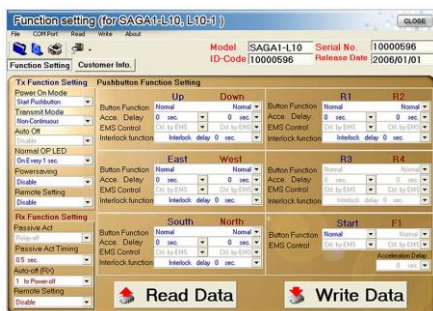 Function setting (for SAGA1-L10, L10-1 ) CLOSE
File COM Port Read Write About
Model SAGA1-L10 Serial No. 10000596
ID-Code 10000596 Release Date 2006/01/01
Function Setting Customer Info.
Tx Function Setting
Power On Mode
Start Pushbutton
Transmit Mode
Non-Continuous
Auto Off
Disable
Normal OP LED
On Every 1 sec.
Powersaving
Disable
Remote Setting
Disable
Rx Function Setting
Passive Act
Relay-off
Passive Act Timing
0.5 sec.
Auto-off (RX)
1 hr Power-off
Remote Setting
Disable
Pushbutton Function Setting
Up Down
Button Function Normal Normal
Acce. Delay 0 sec. 0 sec.
EMS Control Ctrl. by EMS Ctrl. by EMS
Interlock function Interlock. delay 0 sec.
R1 R2
Button Function Normal Normal
Acce. Delay 0 sec. 0 sec.
EMS Control Ctrl. by EMS Ctrl. by EMS
Interlock function Interlock. delay 0 sec.
East West
Button Function Normal Normal
Acce. Delay 0 sec. 0 sec.
EMS Control Ctrl. by EMS Ctrl. by EMS
Interlock function Interlock. delay 0 sec.
R3 R4
Button Function Normal Normal
Acce. Delay 0 sec. 0 sec.
EMS Control Ctrl. by EMS Ctrl. by EMS
Interlock function Interlock. delay 0 sec.
South North
Button Function Normal Normal
Acce. Delay 0 sec. 0 sec.
EMS Control Ctrl. by EMS Ctrl. by EMS
Interlock function Interlock. delay 0 sec.
Start F1
Button Function Normal Normal
EMS Control Ctrl. by EMS Ctrl. by EMS
Acceleration Delay
0 sec.
Read Data Write Data